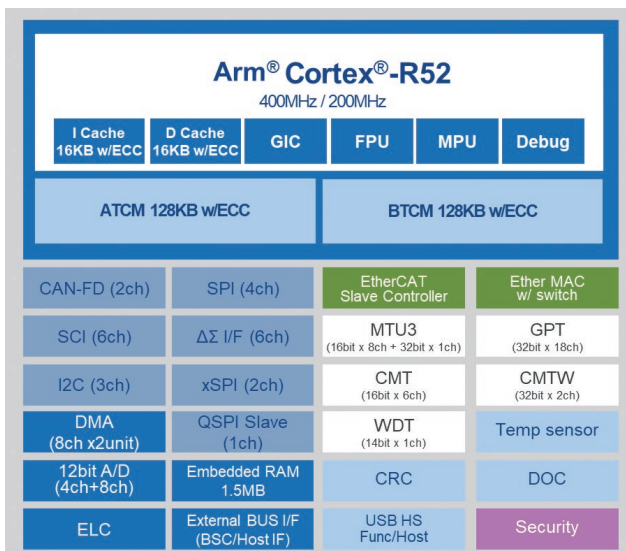 Arm® Cortex®-R52
400MHz / 200MHz
I Cache
16KB w/ECC
D Cache
16KB w/ECC
GIC
FPU
MPU
Debug
ATCM 128KB w/ECC
BTCM 128KB w/ECC
CAN-FD (2ch)
SPI (4ch)
EtherCAT
Slave Controller
Ether MAC
w/ switch
SCI (6ch)
ΔΣ I/F (6ch)
MTU3
(16bit x 8ch + 32bit x 1ch)
GPT
(32bit x 18ch)
I2C (3ch)
xSPI (2ch)
CMT
(16bit x 6ch)
CMTW
(32bit x 2ch)
DMA
(8ch x2unit)
QSPI Slave
(1ch)
WDT
(14bit x 1ch)
Temp sensor
12bit A/D
(4ch+8ch)
Embedded RAM
1.5MB
CRC
DOC
ELC
External BUS I/F
(BSC/Host IF)
USB HS
Func/Host
Security